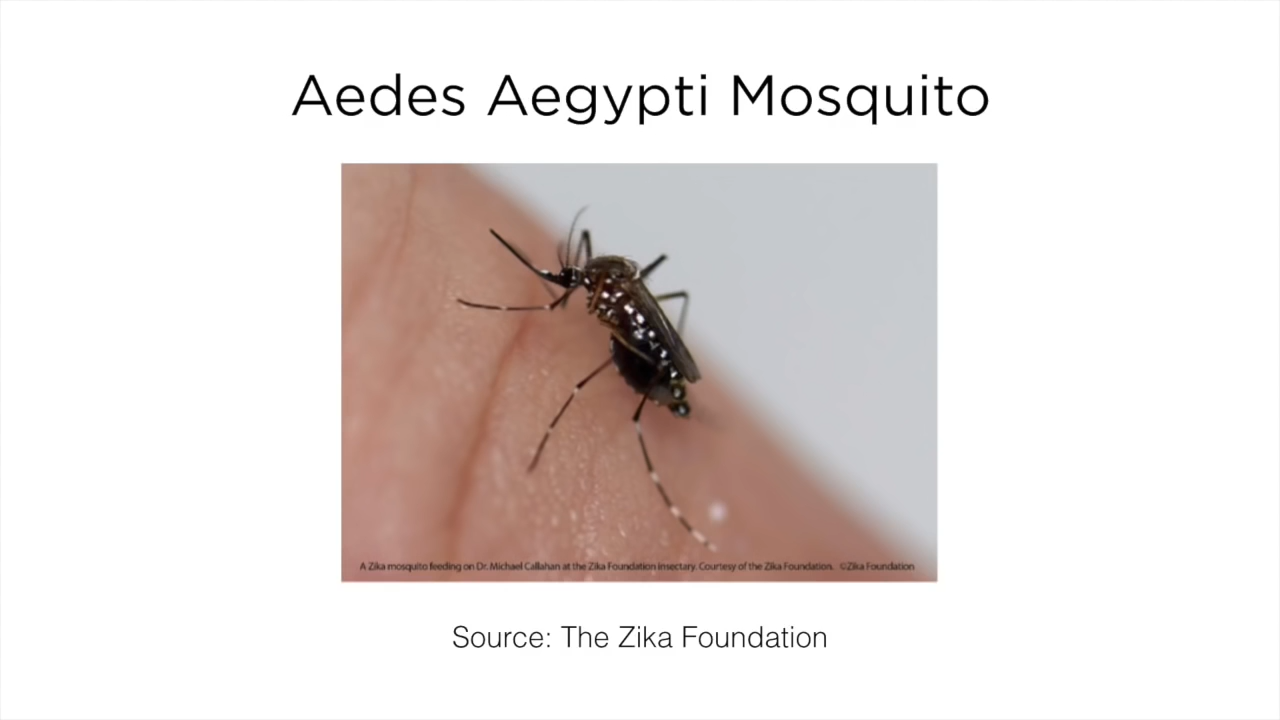 Aedes Aegypti Mosquito
A Zika mosquito feeding on Dr. Michael Callahan at the Zika Foundation insectary. Courtesy of the Zika Foundation. ©Zika Foundation
Source: The Zika Foundation